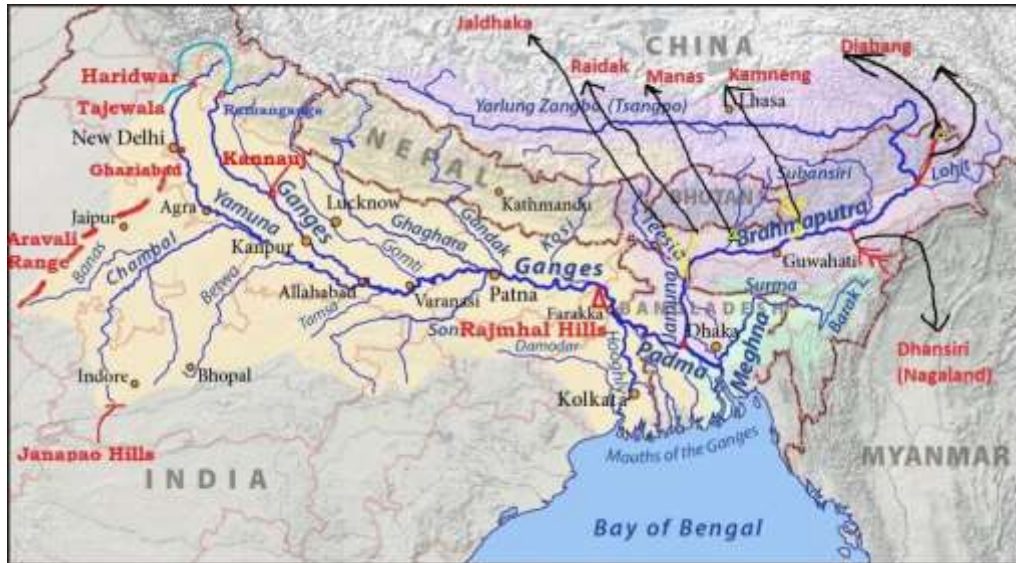 Jaldhaka
CHINA
Diabang
Haridwar
Raidak
Manas
Kamneng
Tajewala
Ramanganga
Yarlung Zangbo (Tsangpo)
Lhasa
New Delhi
NEPAL
Kannauj
Ghaziabad
Subansiri
Lohit
Jaipur
Agra
Yamuna
Ganges
Lucknow
Kathmandu
BHUTAN
Aravali
Range
Banas
Chambal
Kanpur
Ghaghara
Gandak
Kosi
Teesta
Brahmaputra
Gomti
Guwahati
Betwa
Allahabad
Varanasi
Patna
Ganges
Jamuna
Surma
Tamsa
Farakka
BANGLADESH
Barak
Son
Rajmhal Hills
Dhaka
Indore
Bhopal
Damodar
Hooghly
Padma
Meghna
Dhansiri
(Nagaland)
Kolkata
Janapao Hills
Mouths of the Ganges
INDIA
MYANMAR
Bay of Bengal